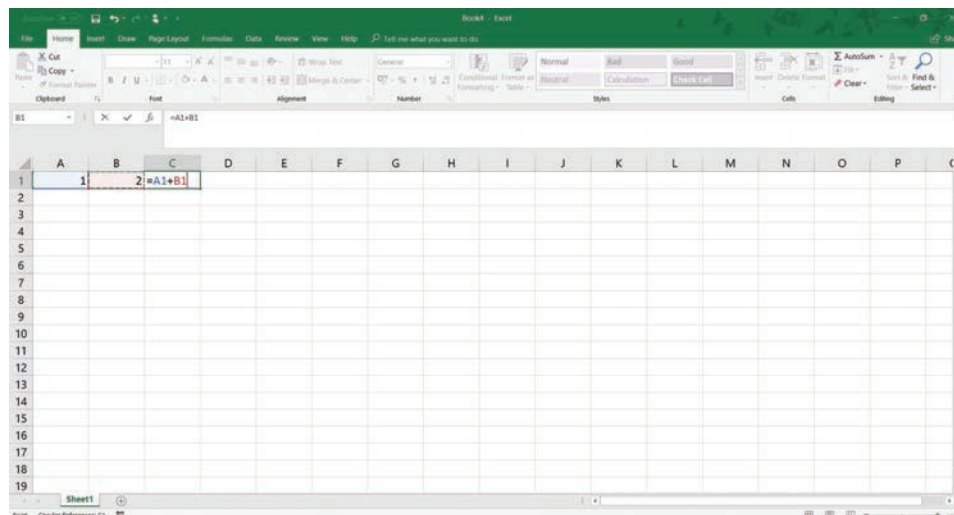 Book4 - Excel
File Home Insert Draw Page Layout Formulas Data Review View Help Tell me what you want to do
Cut
Copy
Format Painter
Paste
11
B I U
Wrap Text
Merge & Center
General
%
Conditional Formatting
Format as Table
Normal Bad Good
Neutral Calculation Check Cell
Insert Delete Format
AutoSum
Fill
Clear
Sort & Filter
Find & Select
Clipboard Font Alignment Number Styles Cells Editing
B1 fx =A1+B1
A B C D E F G H I J K L M N O P
1 1 2 =A1+B1
2
3
4
5
6
7
8
9
10
11
12
13
14
15
16
17
18
19
Sheet1